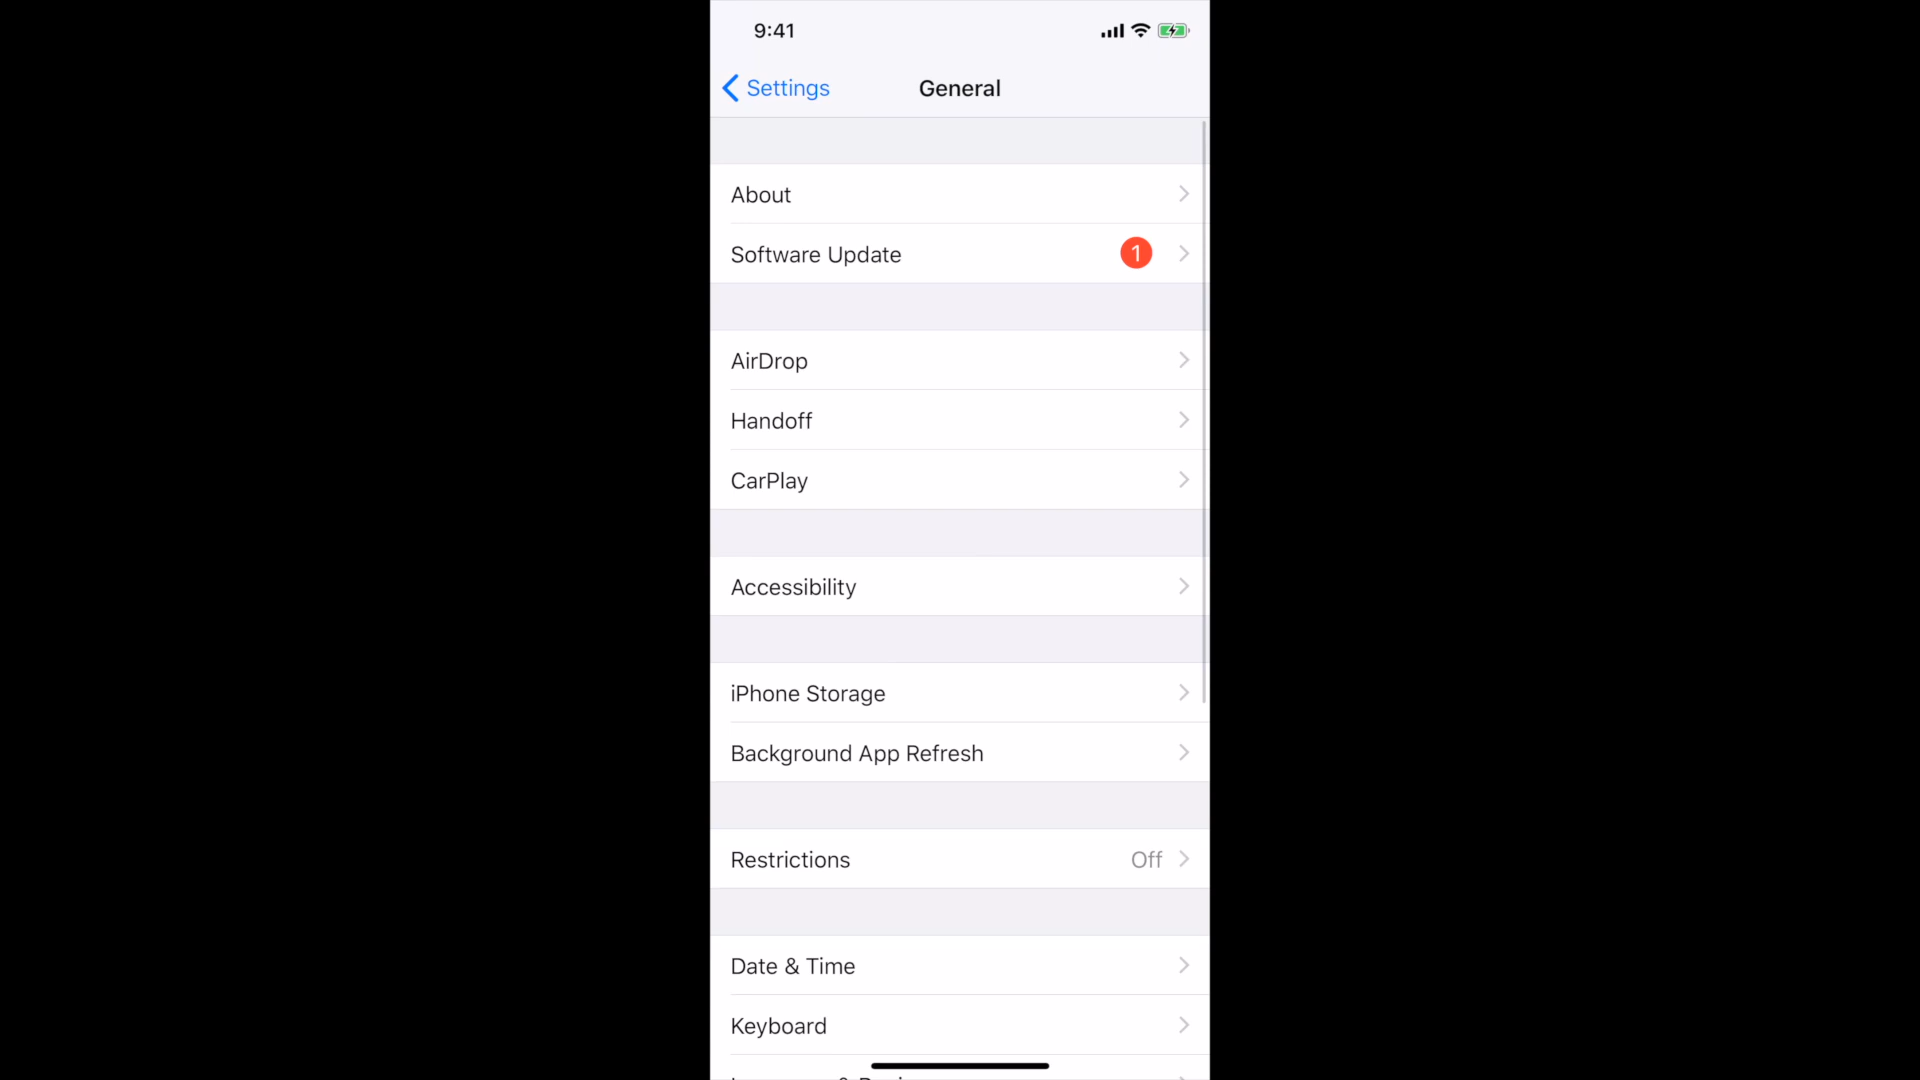 9:41
Settings
General
About
Software Update 1
AirDrop
Handoff
CarPlay
Accessibility
iPhone Storage
Background App Refresh
Restrictions Off
Date & Time
Keyboard